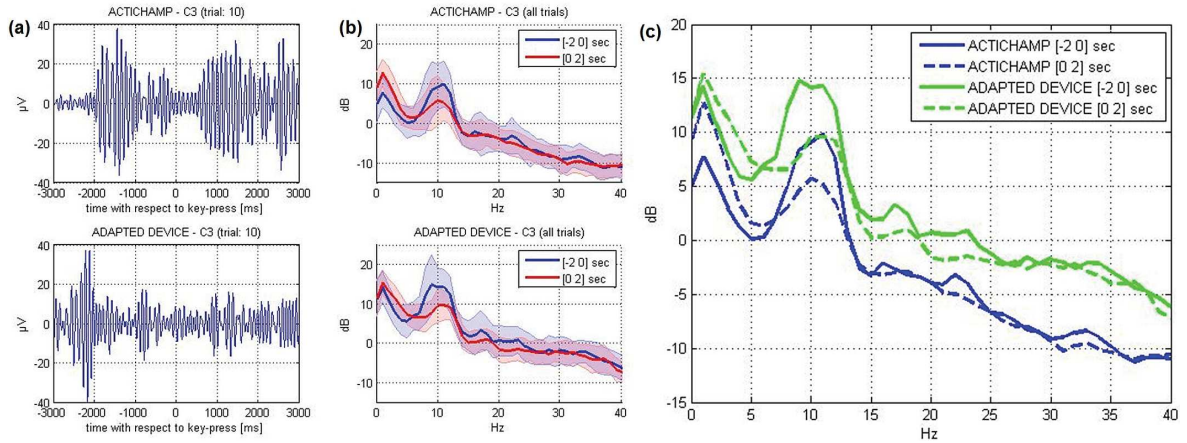 (a)
ACTICHAMP - C3 (trial: 10)
40
20
0
-20
-40
µV
-3000 -2000 -1000 0 1000 2000 3000
time with respect to key-press [ms]
ADAPTED DEVICE - C3 (trial: 10)
40
20
0
-20
-40
µV
-3000 -2000 -1000 0 1000 2000 3000
time with respect to key-press [ms]
(b)
ACTICHAMP - C3 (all trials)
[-2 0] sec
[0 2] sec
20
10
0
-10
dB
0 10 20 30 40
Hz
ADAPTED DEVICE - C3 (all trials)
[-2 0] sec
[0 2] sec
20
10
0
-10
dB
0 10 20 30 40
Hz
(c)
ACTICHAMP [-2 0] sec
ACTICHAMP [0 2] sec
ADAPTED DEVICE [-2 0] sec
ADAPTED DEVICE [0 2] sec
20
15
10
5
0
-5
-10
-15
dB
0 5 10 15 20 25 30 35 40
Hz